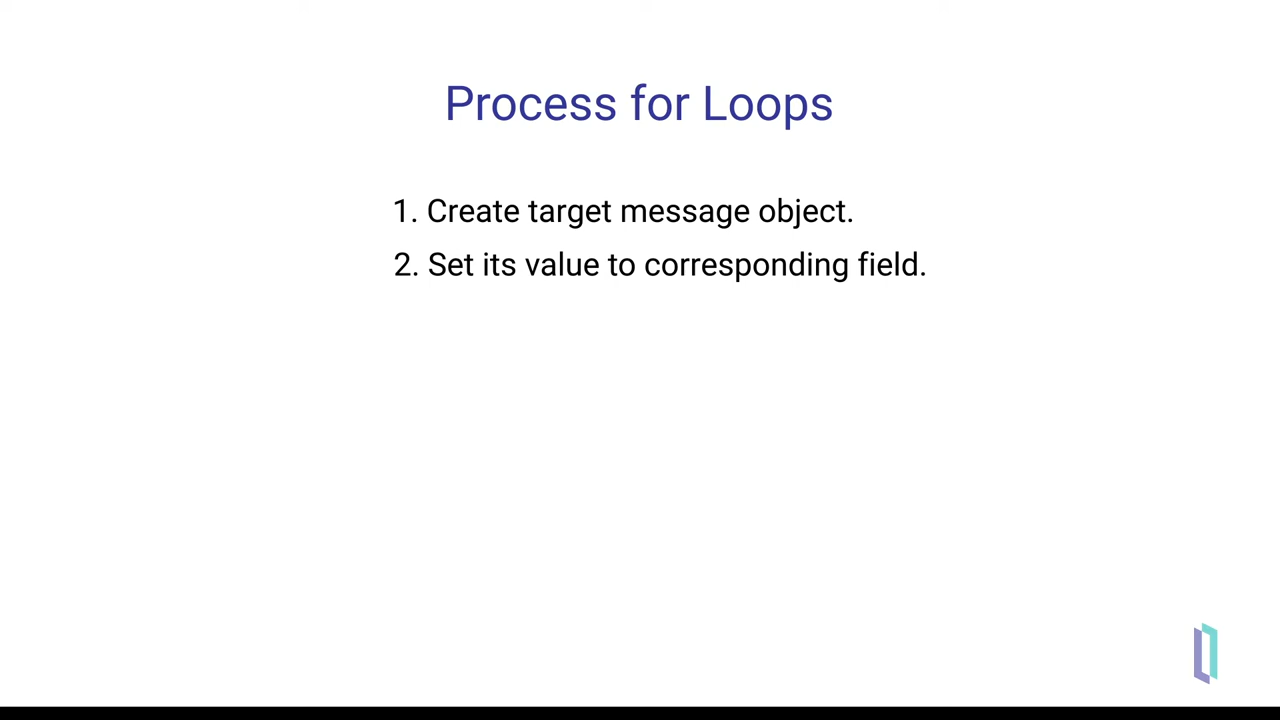 Process for Loops
1. Create target message object.
2. Set its value to corresponding field.